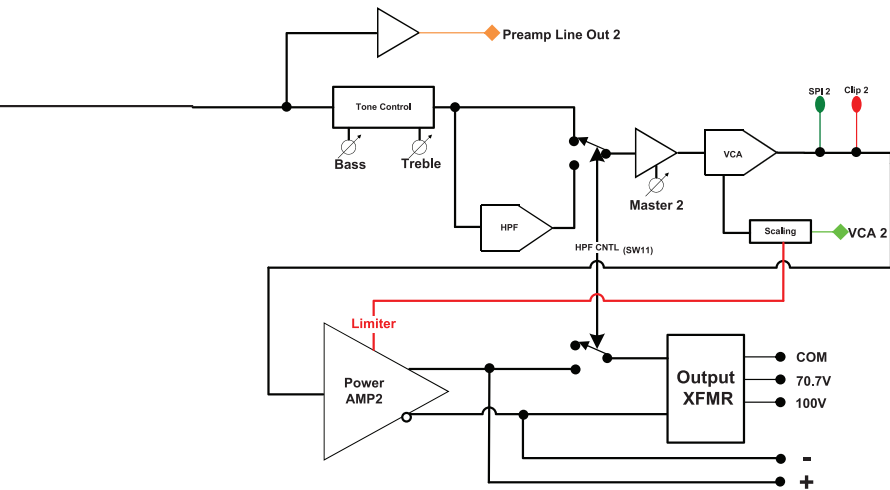 Preamp Line Out 2
Tone Control
SPI 2
Clip 2
Bass
Treble
VCA
Master 2
HPF
Scaling
VCA 2
HPF CNTL (SW11)
Limiter
Power
AMP2
Output
XFMR
COM
70.7V
100V
-
+